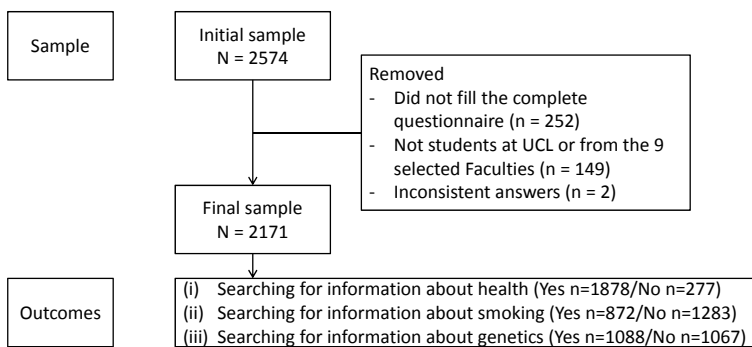 Sample
Initial sample
N = 2574
Removed
- Did not fill the complete
questionnaire (n = 252)
- Not students at UCL or from the 9
selected Faculties (n = 149)
- Inconsistent answers (n = 2)
Final sample
N = 2171
Outcomes
(i) Searching for information about health (Yes n=1878/No n=277)
(ii) Searching for information about smoking (Yes n=872/No n=1283)
(iii) Searching for information about genetics (Yes n=1088/No n=1067)